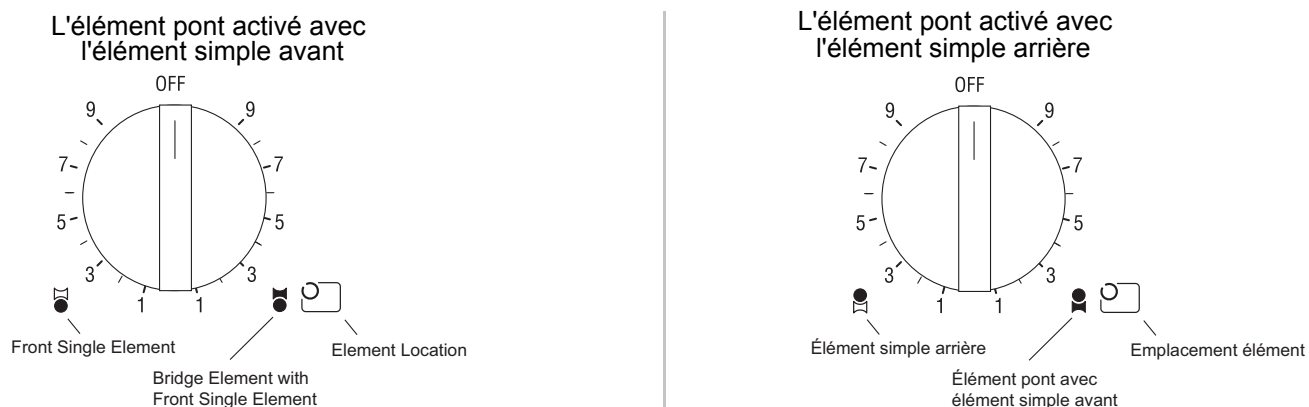 L'élément pont activé avec
l'élément simple avant
OFF
9 9
7 7
5 5
3 3
1 1
Front Single Element
Element Location
Bridge Element with
Front Single Element
L'élément pont activé avec
l'élément simple arrière
OFF
9 9
7 7
5 5
3 3
1 1
Élément simple arrière
Emplacement élément
Élément pont avec
élément simple avant